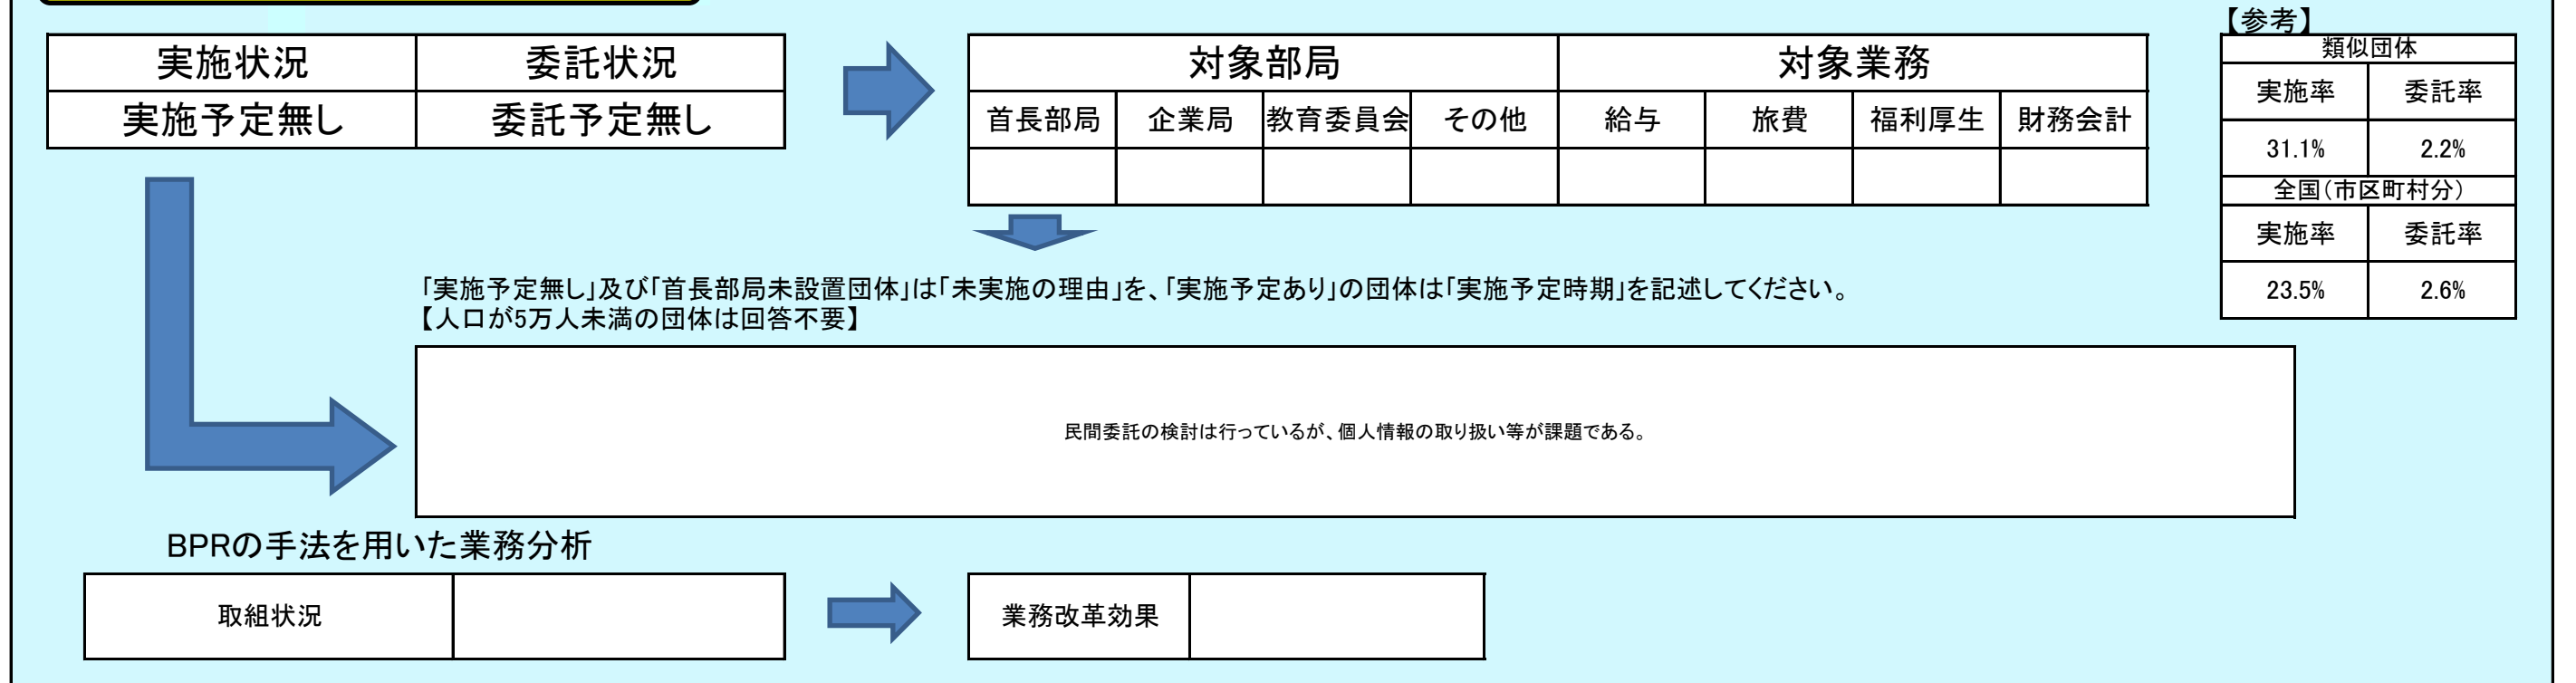 【参考】
実施状況 委託状況
実施予定無し 委託予定無し
対象部局 対象業務
首長部局 企業局 教育委員会 その他 給与 旅費 福利厚生 財務会計
類似団体
実施率 委託率
31.1% 2.2%
全国(市区町村分)
実施率 委託率
23.5% 2.6%
「実施予定無し」及び「首長部局未設置団体」は「未実施の理由」を、「実施予定あり」の団体は「実施予定時期」を記述してください。
【人口が5万人未満の団体は回答不要】
民間委託の検討は行っているが、個人情報の取り扱い等が課題である。
BPRの手法を用いた業務分析
取組状況
業務改革効果